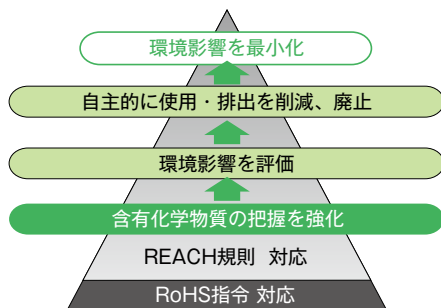 環境影響を最小化
自主的に使用・排出を削減、廃止
環境影響を評価
含有化学物質の把握を強化
REACH規則 対応
RoHS指令 対応